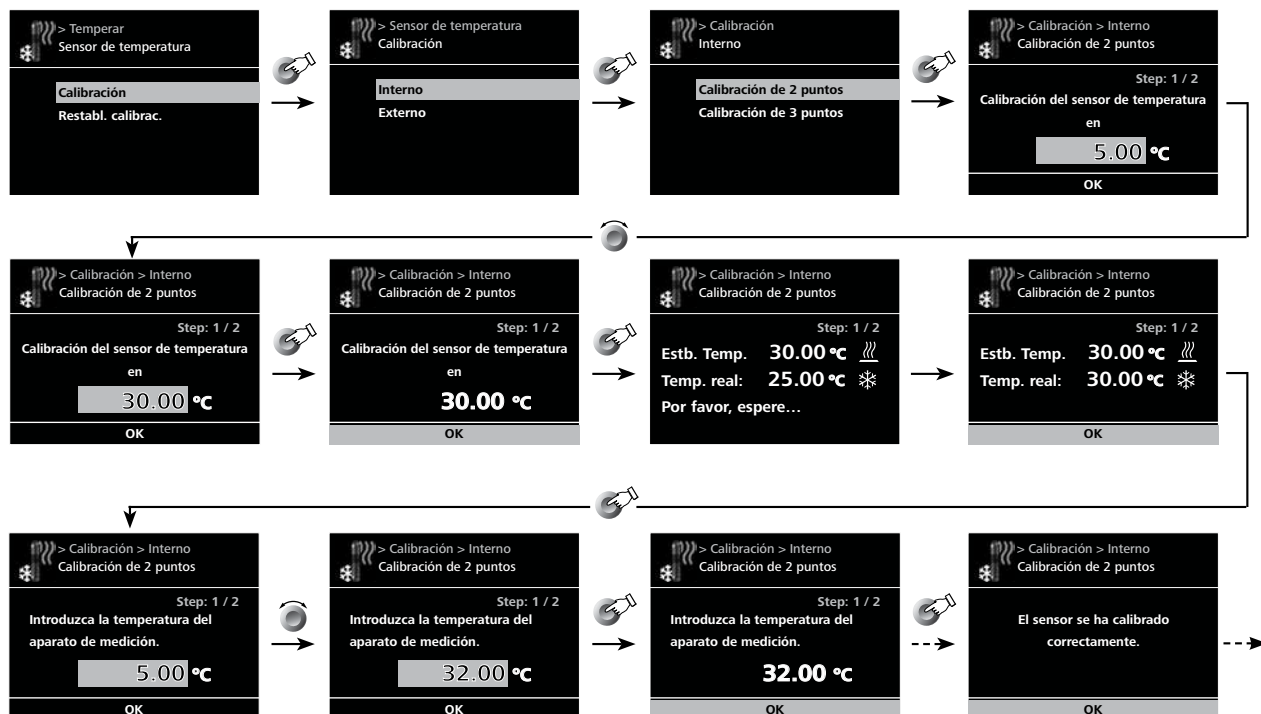 > Temperar
Sensor de temperatura
Calibración
Restabl. calibrac.
> Sensor de temperatura
Calibración
Interno
Externo
> Calibración
Interno
Calibración de 2 puntos
Calibración de 3 puntos
> Calibración > Interno
Calibración de 2 puntos
Step: 1 / 2
Calibración del sensor de temperatura
en
5.00 °C
OK
> Calibración > Interno
Calibración de 2 puntos
Step: 1 / 2
Calibración del sensor de temperatura
en
30.00 °C
OK
> Calibración > Interno
Calibración de 2 puntos
Step: 1 / 2
Calibración del sensor de temperatura
en
30.00 °C
OK
> Calibración > Interno
Calibración de 2 puntos
Step: 1 / 2
Estb. Temp. 30.00 °C
Temp. real: 25.00 °C
Por favor, espere...
> Calibración > Interno
Calibración de 2 puntos
Step: 1 / 2
Estb. Temp. 30.00 °C
Temp. real: 30.00 °C
OK
> Calibración > Interno
Calibración de 2 puntos
Step: 1 / 2
Introduzca la temperatura del
aparato de medición.
5.00 °C
OK
> Calibración > Interno
Calibración de 2 puntos
Step: 1 / 2
Introduzca la temperatura del
aparato de medición.
32.00 °C
OK
> Calibración > Interno
Calibración de 2 puntos
Step: 1 / 2
Introduzca la temperatura del
aparato de medición.
32.00 °C
OK
> Calibración > Interno
Calibración de 2 puntos
El sensor se ha calibrado
correctamente.
OK